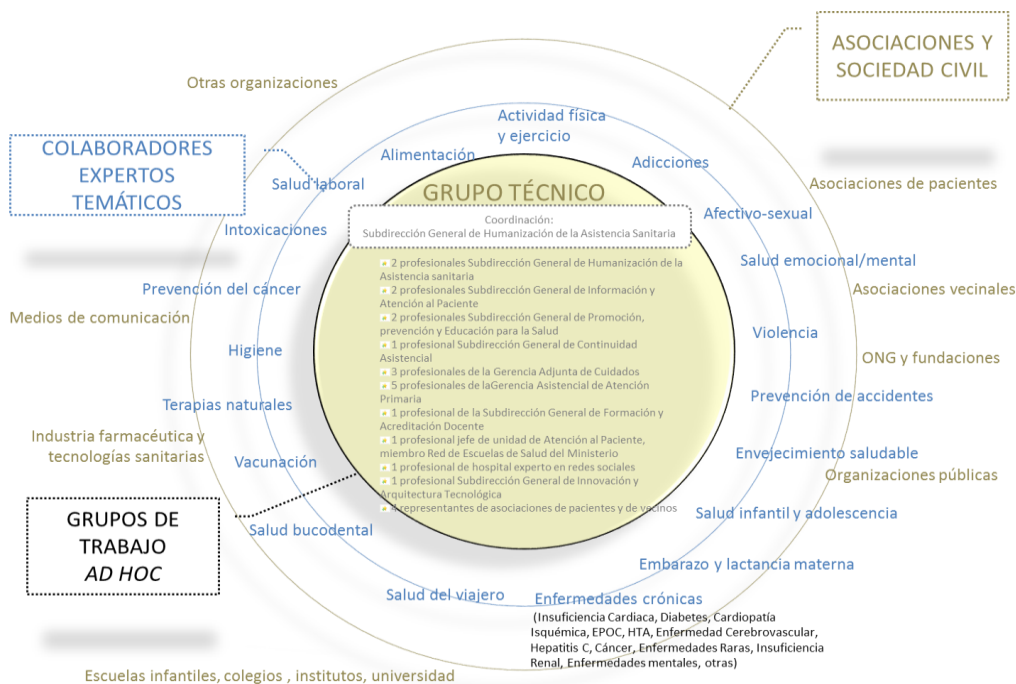 ASOCIACIONES Y
SOCIEDAD CIVIL
Otras organizaciones
Actividad física
y ejercicio
COLABORADORES
EXPERTOS
TEMÁTICOS
Alimentación
Adicciones
Salud laboral
Asociaciones de pacientes
GRUPO TÉCNICO
Afectivo-sexual
Coordinación:
Subdirección General de Humanización de la Asistencia Sanitaria
Intoxicaciones
Salud emocional/mental
2 profesionales Subdirección General de Humanización de la
Asistencia sanitaria
2 profesionales Subdirección General de Información y
Atención al Paciente
2 profesionales Subdirección General de Promoción,
prevención y Educación para la Salud
1 profesional Subdirección General de Continuidad
Asistencial
3 profesionales de la Gerencia Adjunta de Cuidados
5 profesionales de laGerencia Asistencial de Atención
Primaria
1 profesional de la Subdirección General de Formación y
Acreditación Docente
1 profesional jefe de unidad de Atención al Paciente,
miembro Red de Escuelas de Salud del Ministerio
1 profesional de hospital experto en redes sociales
1 profesional Subdirección General de Innovación y
Arquitectura Tecnológica
4 representantes de asociaciones de pacientes y de vecinos
Prevención del cáncer
Asociaciones vecinales
Medios de comunicación
Violencia
Higiene
ONG y fundaciones
Prevención de accidentes
Terapias naturales
Industria farmacéutica y
tecnologías sanitarias
Envejecimiento saludable
Vacunación
Organizaciones públicas
GRUPOS DE
TRABAJO
AD HOC
Salud infantil y adolescencia
Salud bucodental
Embarazo y lactancia materna
Salud del viajero
Enfermedades crónicas
(Insuficiencia Cardiaca, Diabetes, Cardiopatía
Isquémica, EPOC, HTA, Enfermedad Cerebrovascular,
Hepatitis C, Cáncer, Enfermedades Raras, Insuficiencia
Renal, Enfermedades mentales, otras)
Escuelas infantiles, colegios , institutos, universidad